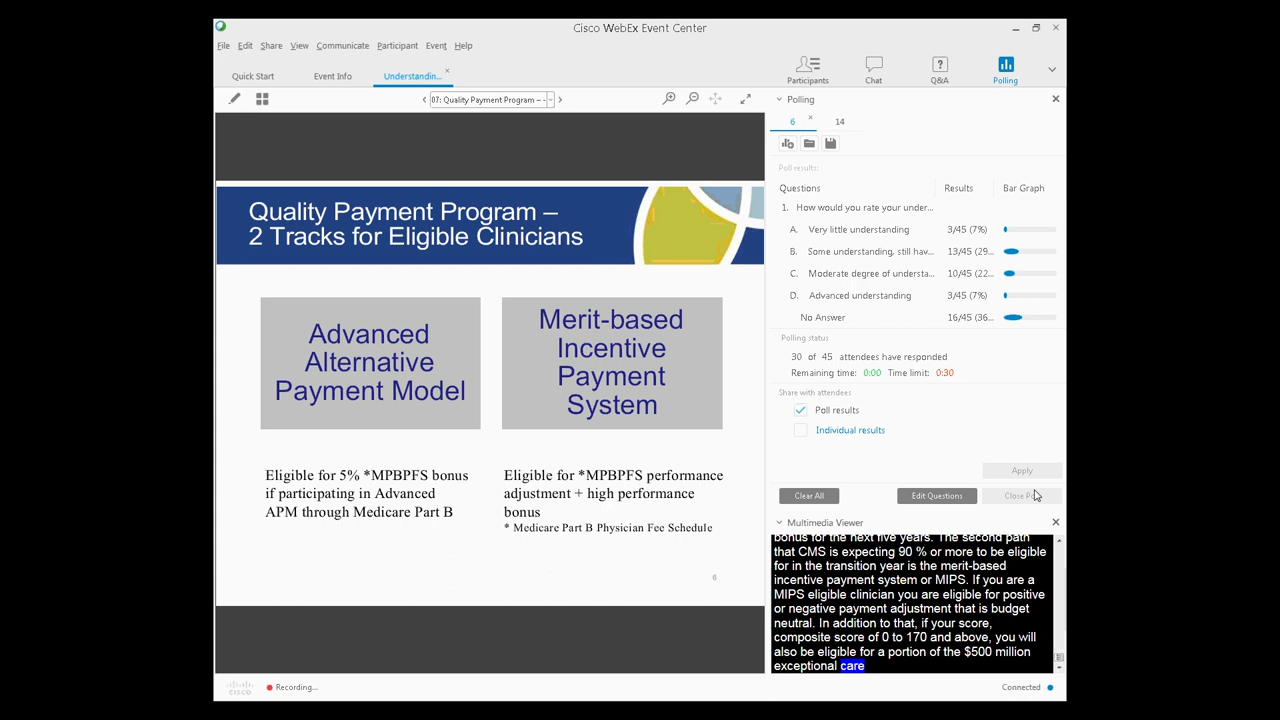 Cisco WebEx Event Center
File Edit Share View Communicate Participant Event Help
Quick Start Event Info Understandin...
Participants Chat Q&A Polling
07: Quality Payment Program – -
Quality Payment Program –
2 Tracks for Eligible Clinicians
Advanced
Alternative
Payment Model
Merit-based
Incentive
Payment
System
Eligible for 5% *MPBPFS bonus
if participating in Advanced
APM through Medicare Part B
Eligible for *MPBPFS performance
adjustment + high performance
bonus
* Medicare Part B Physician Fee Schedule
6
Polling
6 14
Poll results:
Questions Results Bar Graph
1. How would you rate your under...
A. Very little understanding 3/45 (7%)
B. Some understanding, still hav... 13/45 (29...
C. Moderate degree of understa... 10/45 (22...
D. Advanced understanding 3/45 (7%)
No Answer 16/45 (36...
Polling status
30 of 45 attendees have responded
Remaining time: 0:00 Time limit: 0:30
Share with attendees
Poll results
Individual results
Apply
Clear All Edit Questions Close
Multimedia Viewer
bonus for the next five years. The second path
that CMS is expecting 90 % or more to be eligible
for in the transition year is the merit-based
incentive payment system or MIPS. If you are a
MIPS eligible clinician you are eligible for positive
or negative payment adjustment that is budget
neutral. In addition to that, if your score,
composite score of 0 to 170 and above, you will
also be eligible for a portion of the $500 million
exceptional care
cisco Recording... Connected